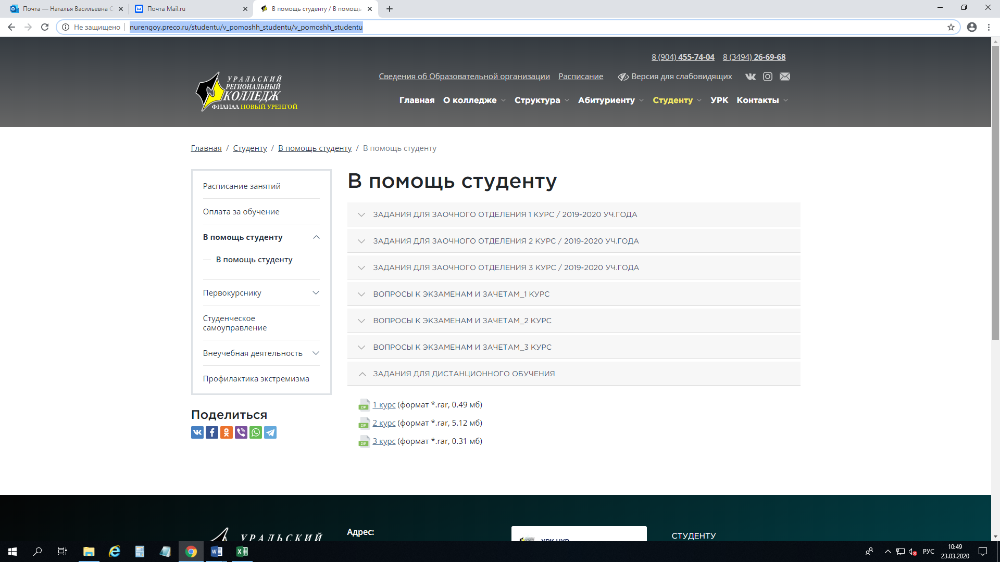 Почта — Наталья Васильевна С
Почта Mail.ru
В помощь студенту / В помощь
Не защищено
nurengoy.preco.ru/studentu/v_pomoshh_studentu/v_pomoshh_studentu
8 (904) 455-74-04 8 (3494) 26-69-68
УРАЛЬСКИЙ
РЕГИОНАЛЬНЫЙ
КОЛЛЕДЖ
ФИЛИАЛ НОВЫЙ УРЕНГОЙ
Сведения об Образовательной организации Расписание Версия для слабовидящих
Главная О колледже Структура Абитуриенту Студенту УРК Контакты
Главная / Студенту / В помощь студенту / В помощь студенту
Расписание занятий
Оплата за обучение
В помощь студенту
В помощь студенту
Первокурснику
Студенческое
самоуправление
Внеучебная деятельность
Профилактика экстремизма
Поделиться
В помощь студенту
ЗАДАНИЯ ДЛЯ ЗАОЧНОГО ОТДЕЛЕНИЯ 1 КУРС / 2019-2020 УЧ.ГОДА
ЗАДАНИЯ ДЛЯ ЗАОЧНОГО ОТДЕЛЕНИЯ 2 КУРС / 2019-2020 УЧ.ГОДА
ЗАДАНИЯ ДЛЯ ЗАОЧНОГО ОТДЕЛЕНИЯ 3 КУРС / 2019-2020 УЧ.ГОДА
ВОПРОСЫ К ЭКЗАМЕНАМ И ЗАЧЕТАМ_1 КУРС
ВОПРОСЫ К ЭКЗАМЕНАМ И ЗАЧЕТАМ_2 КУРС
ВОПРОСЫ К ЭКЗАМЕНАМ И ЗАЧЕТАМ_3 КУРС
ЗАДАНИЯ ДЛЯ ДИСТАНЦИОННОГО ОБУЧЕНИЯ
ZIP 1 курс (формат *.rar, 0.49 мб)
ZIP 2 курс (формат *.rar, 5.12 мб)
ZIP 3 курс (формат *.rar, 0.31 мб)
УРАЛЬСКИЙ
Адрес:
УРК НУР
СТУДЕНТУ
РУС
10:49
23.03.2020